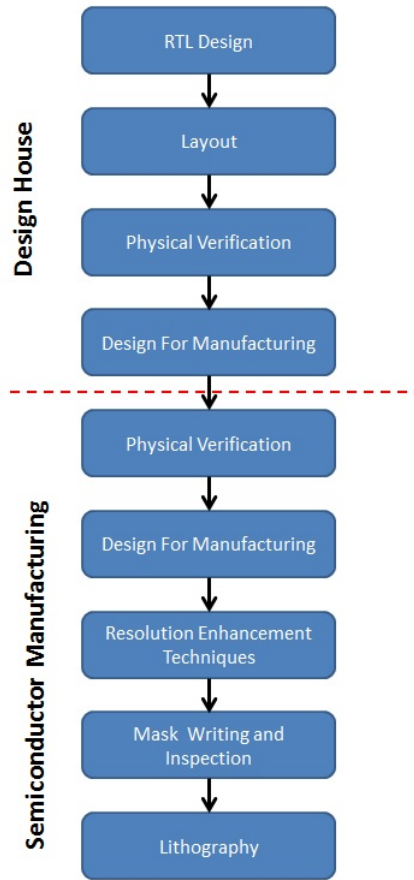 Design House
RTL Design
Layout
Physical Verification
Design For Manufacturing
Semiconductor Manufacturing
Physical Verification
Design For Manufacturing
Resolution Enhancement
Techniques
Mask Writing and
Inspection
Lithography